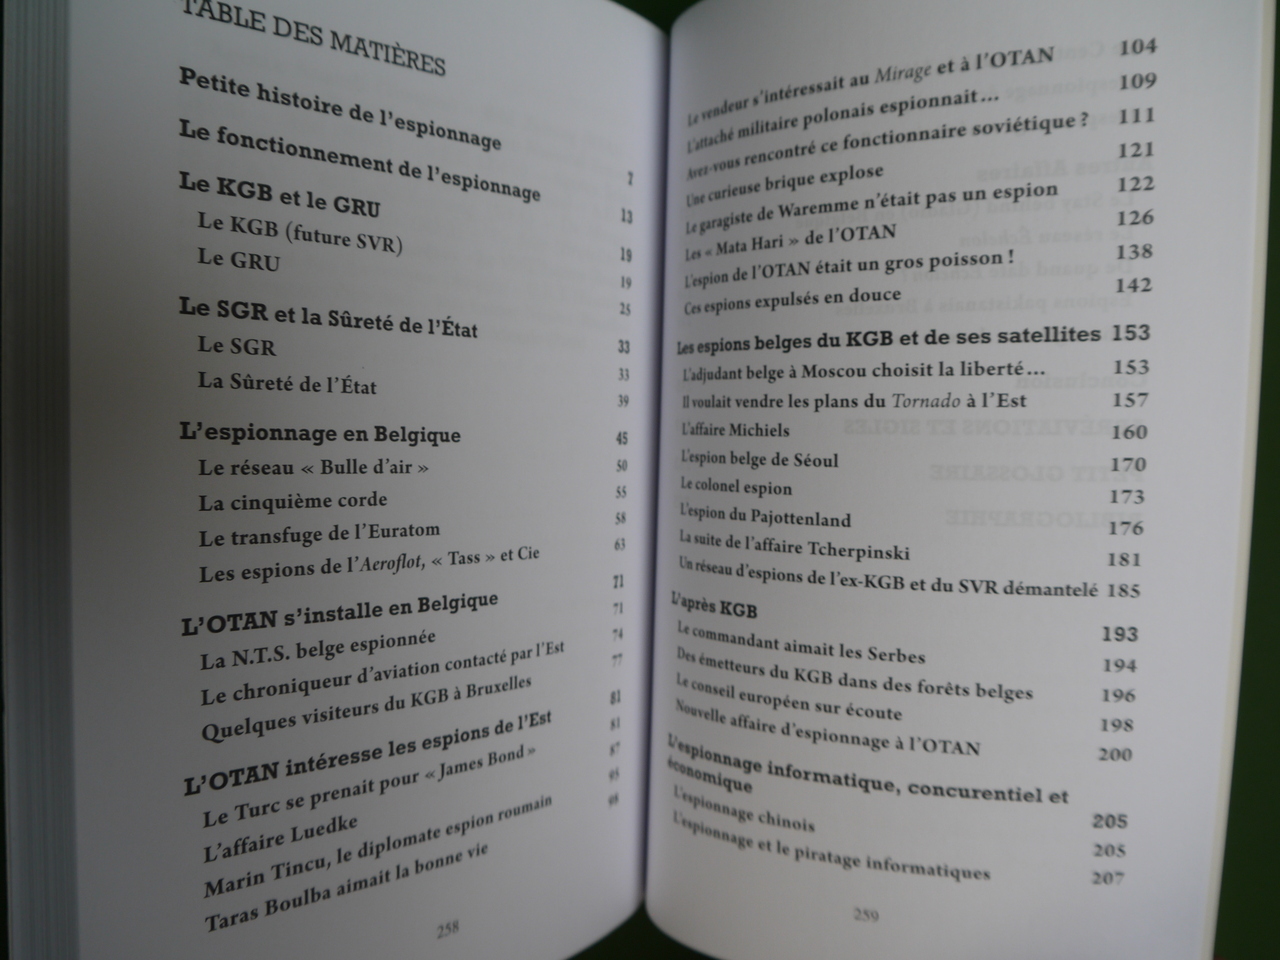 TABLE DES MATIÈRES
Petite histoire de l'espionnage 7
Le fonctionnement de l'espionnage 13
Le KGB et le GRU 19
Le KGB (future SVR) 19
Le GRU 25
Le SGR et la Sûreté de l'État 33
Le SGR 33
La Sûreté de l'État 39
L'espionnage en Belgique 45
Le réseau « Bulle d'air » 50
La cinquième corde 55
Le transfuge de l'Euratom 58
Les espions de l'Aeroflot, « Tass » et Cie 63
L'OTAN s'installe en Belgique 71
La N.T.S. belge espionnée 71
Le chroniqueur d'aviation contacté par l'Est 74
Quelques visiteurs du KGB à Bruxelles 77
L'OTAN intéresse les espions de l'Est 81
Le Turc se prenait pour « James Bond » 81
L'affaire Luedke 87
Marin Tincu, le diplomate espion roumain 95
Taras Boulba aimait la bonne vie 98
258
Le vendeur s'intéressait au Mirage et à l'OTAN 104
L'attaché militaire polonais espionnait... 109
Avez-vous rencontré ce fonctionnaire soviétique ? 111
Une curieuse brique explose 121
Le garagiste de Waremme n'était pas un espion 122
Les « Mata Hari » de l'OTAN 126
L'espion de l'OTAN était un gros poisson ! 138
Ces espions expulsés en douce 142
Les espions belges du KGB et de ses satellites 153
L'adjudant belge à Moscou choisit la liberté... 153
Il voulait vendre les plans du Tornado à l'Est 157
L'affaire Michiels 160
L'espion belge de Séoul 170
Le colonel espion 173
L'espion du Pajottenland 176
La suite de l'affaire Tcherpinski 181
Un réseau d'espions de l'ex-KGB et du SVR démantelé 185
L'après KGB 193
Le commandant aimait les Serbes 194
Des émetteurs du KGB dans des forêts belges 196
Le conseil européen sur écoute 198
Nouvelle affaire d'espionnage à l'OTAN 200
L'espionnage informatique, concurentiel et
économique 205
L'espionnage chinois 205
L'espionnage et le piratage informatiques 207
259